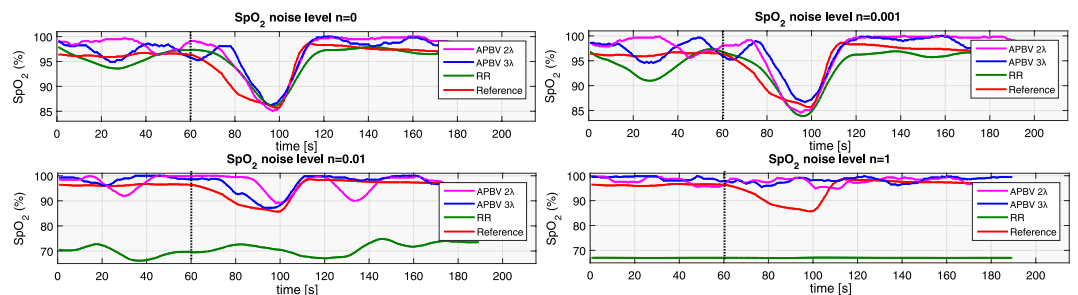 SpO2 noise level n=0
SpO2 (%)
100
95
90
85
APBV 2λ
APBV 3λ
RR
Reference
0 20 40 60 80 100 120 140 160 180 200
time [s]
SpO2 noise level n=0.001
SpO2 (%)
100
95
90
85
APBV 2λ
APBV 3λ
RR
Reference
0 20 40 60 80 100 120 140 160 180 200
time [s]
SpO2 noise level n=0.01
SpO2 (%)
100
90
80
70
APBV 2λ
APBV 3λ
RR
Reference
0 20 40 60 80 100 120 140 160 180 200
time [s]
SpO2 noise level n=1
SpO2 (%)
100
90
80
70
APBV 2λ
APBV 3λ
RR
Reference
0 20 40 60 80 100 120 140 160 180 200
time [s]